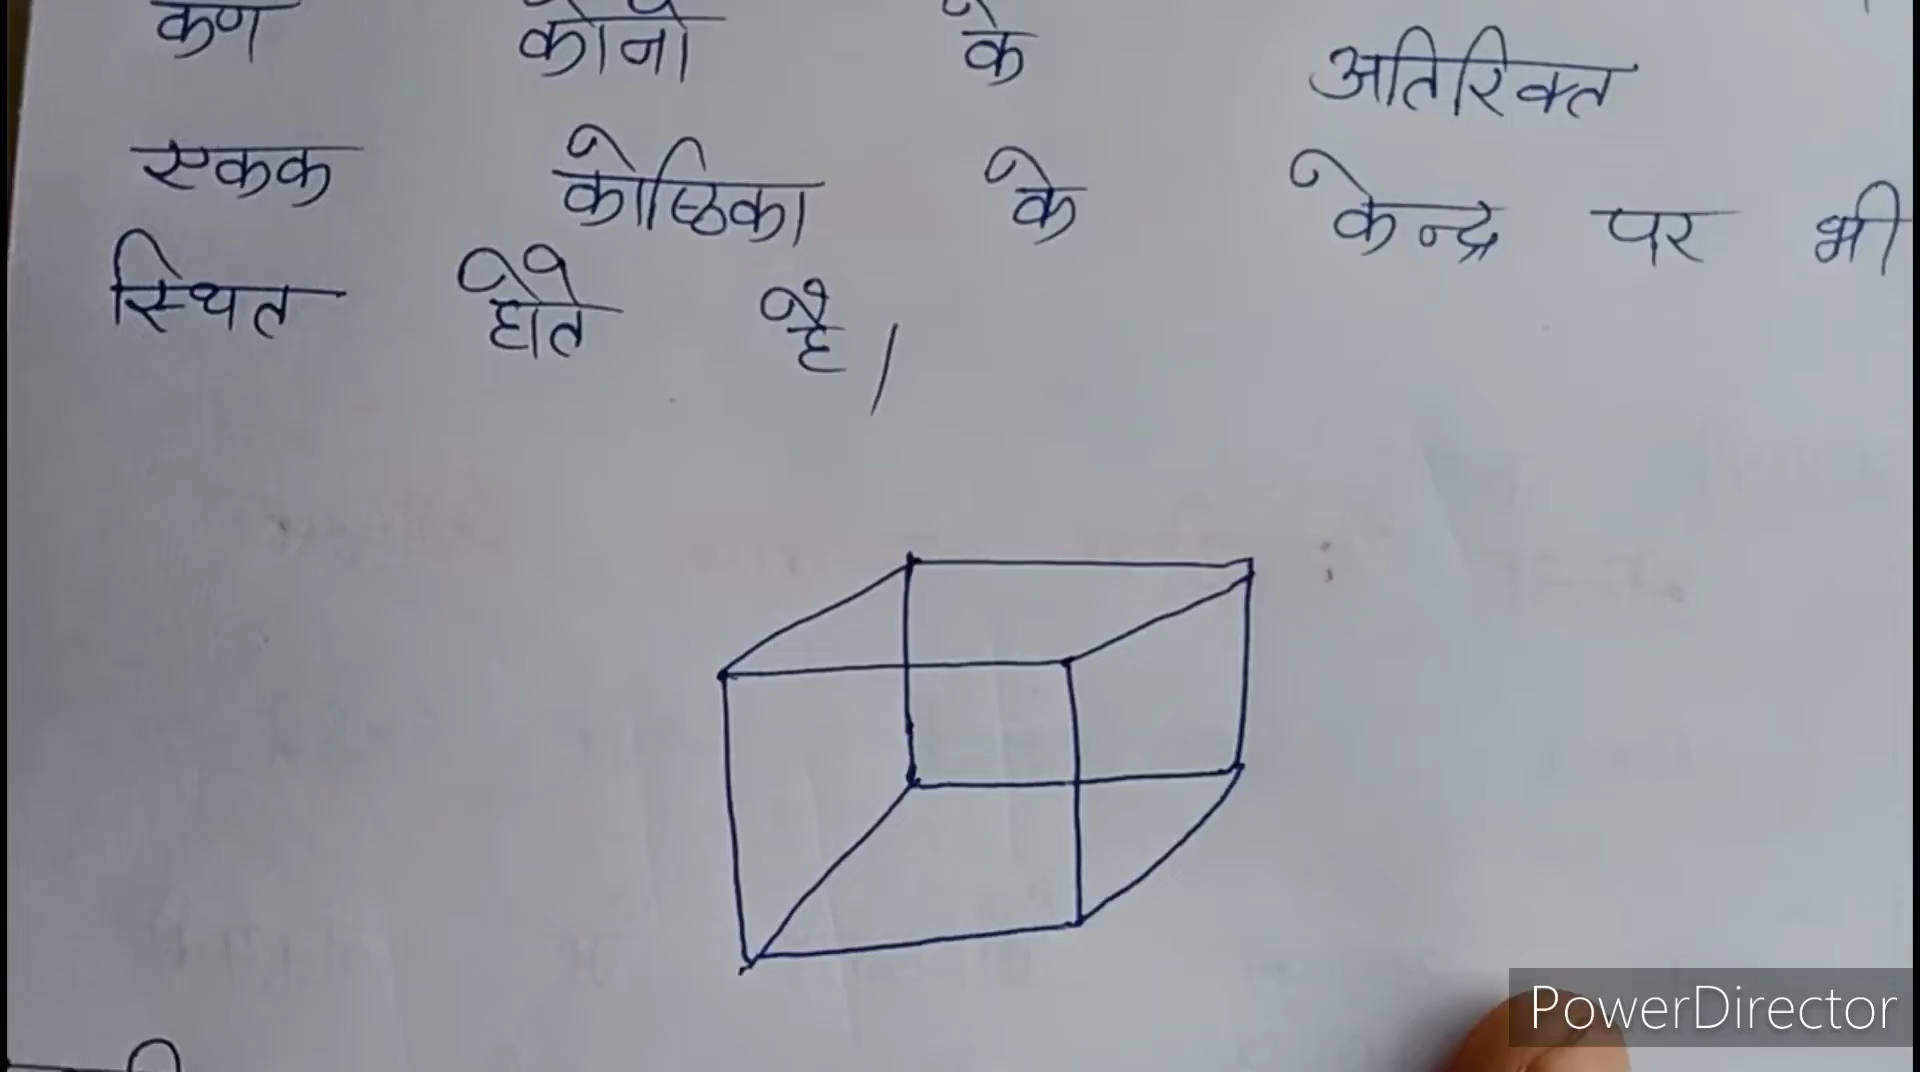 कण कोनो के अतिरिक्त
एकक कोष्ठिका के केन्द्र पर भी
स्थित होते है।
PowerDirector